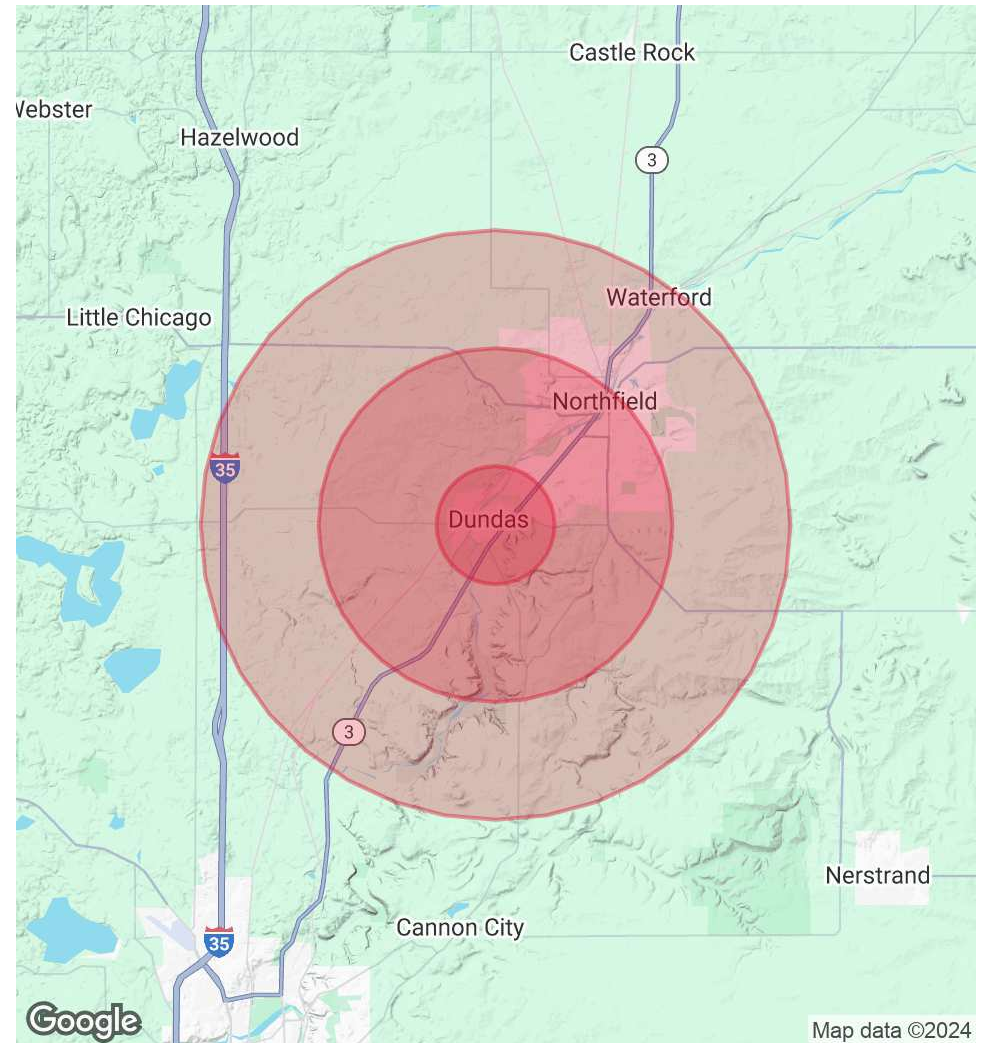 Castle Rock
Webster
Hazelwood
3
Waterford
Little Chicago
Northfield
35
Dundas
3
Nerstrand
Cannon City
35
Google
Map data ©2024